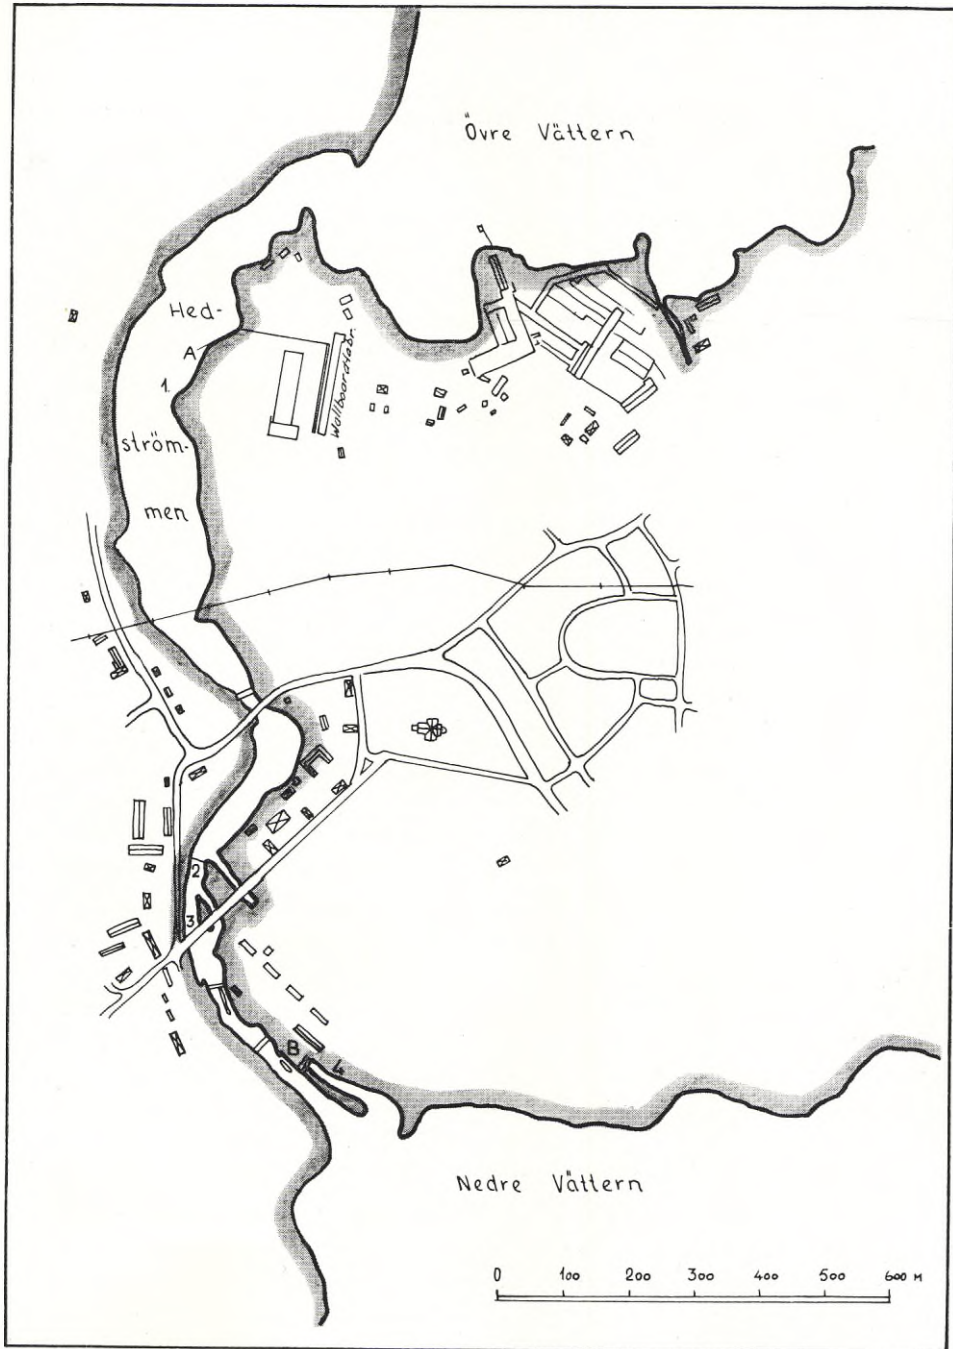 Övre Vättern
Hed-
A
1.
Wallboardfabr.
ström-
men
2
3
B
4
Nedre Vättern
0 100 200 300 400 500 600 M